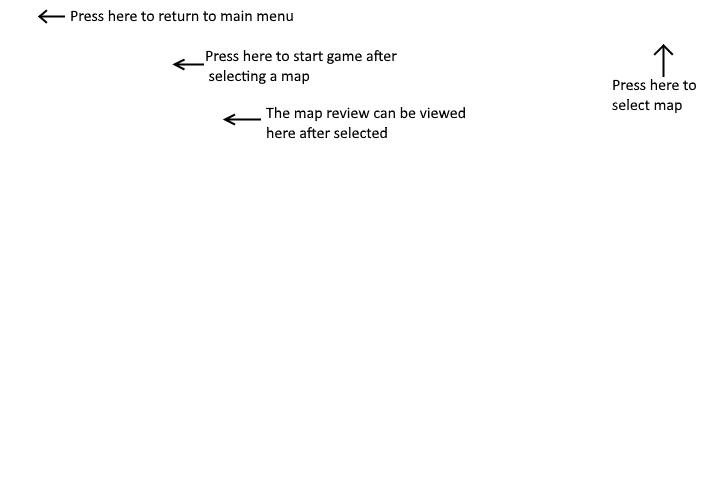 Press here to return to main menu
Press here to start game after
selecting a map
Press here to
select map
The map review can be viewed
here after selected